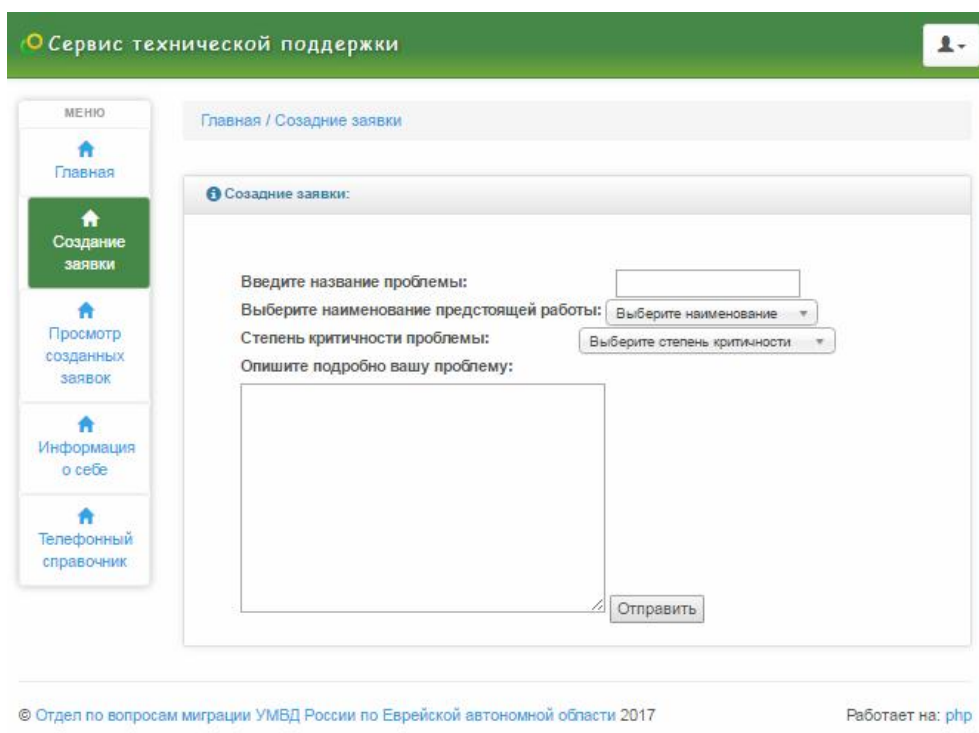 Сервис технической поддержки
МЕНЮ
Главная
Создание
заявки
Просмотр
созданных
заявок
Информация
о себе
Телефонный
справочник
Главная / Созадние заявки
Созадние заявки:
Введите название проблемы:
Выберите наименование предстоящей работы: Выберите наименование
Степень критичности проблемы: Выберите степень критичности
Опишите подробно вашу проблему:
Отправить
© Отдел по вопросам миграции УМВД России по Еврейской автономной области 2017
Работает на: php